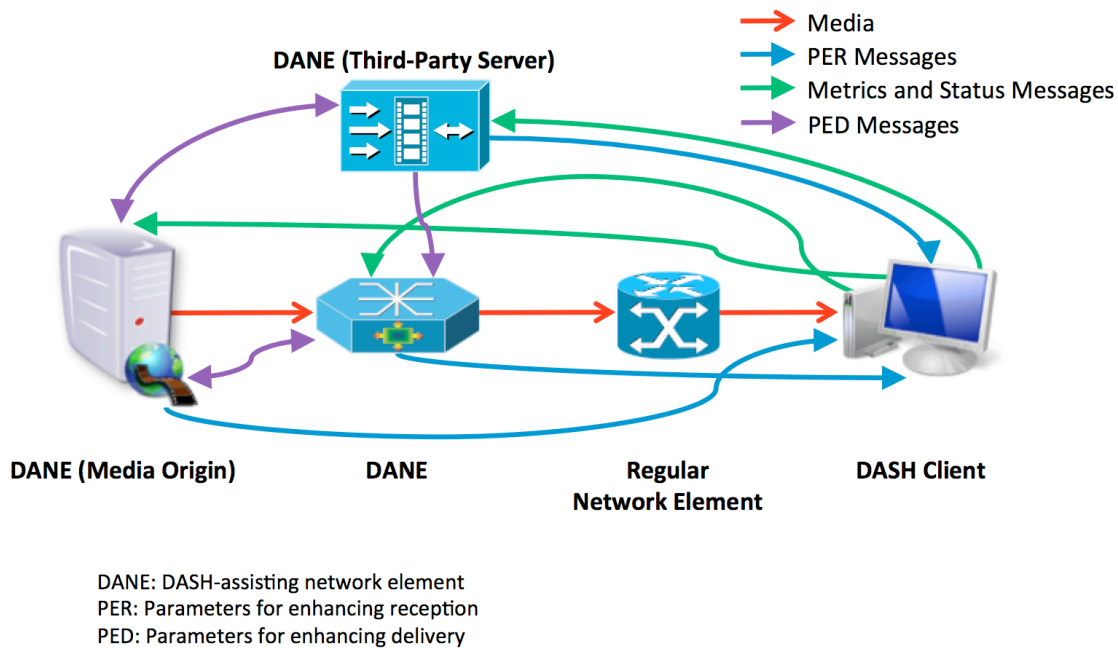 Media
PER Messages
Metrics and Status Messages
PED Messages
DANE (Third-Party Server)
DANE (Media Origin)
DANE
Regular
Network Element
DASH Client
DANE: DASH-assisting network element
PER: Parameters for enhancing reception
PED: Parameters for enhancing delivery